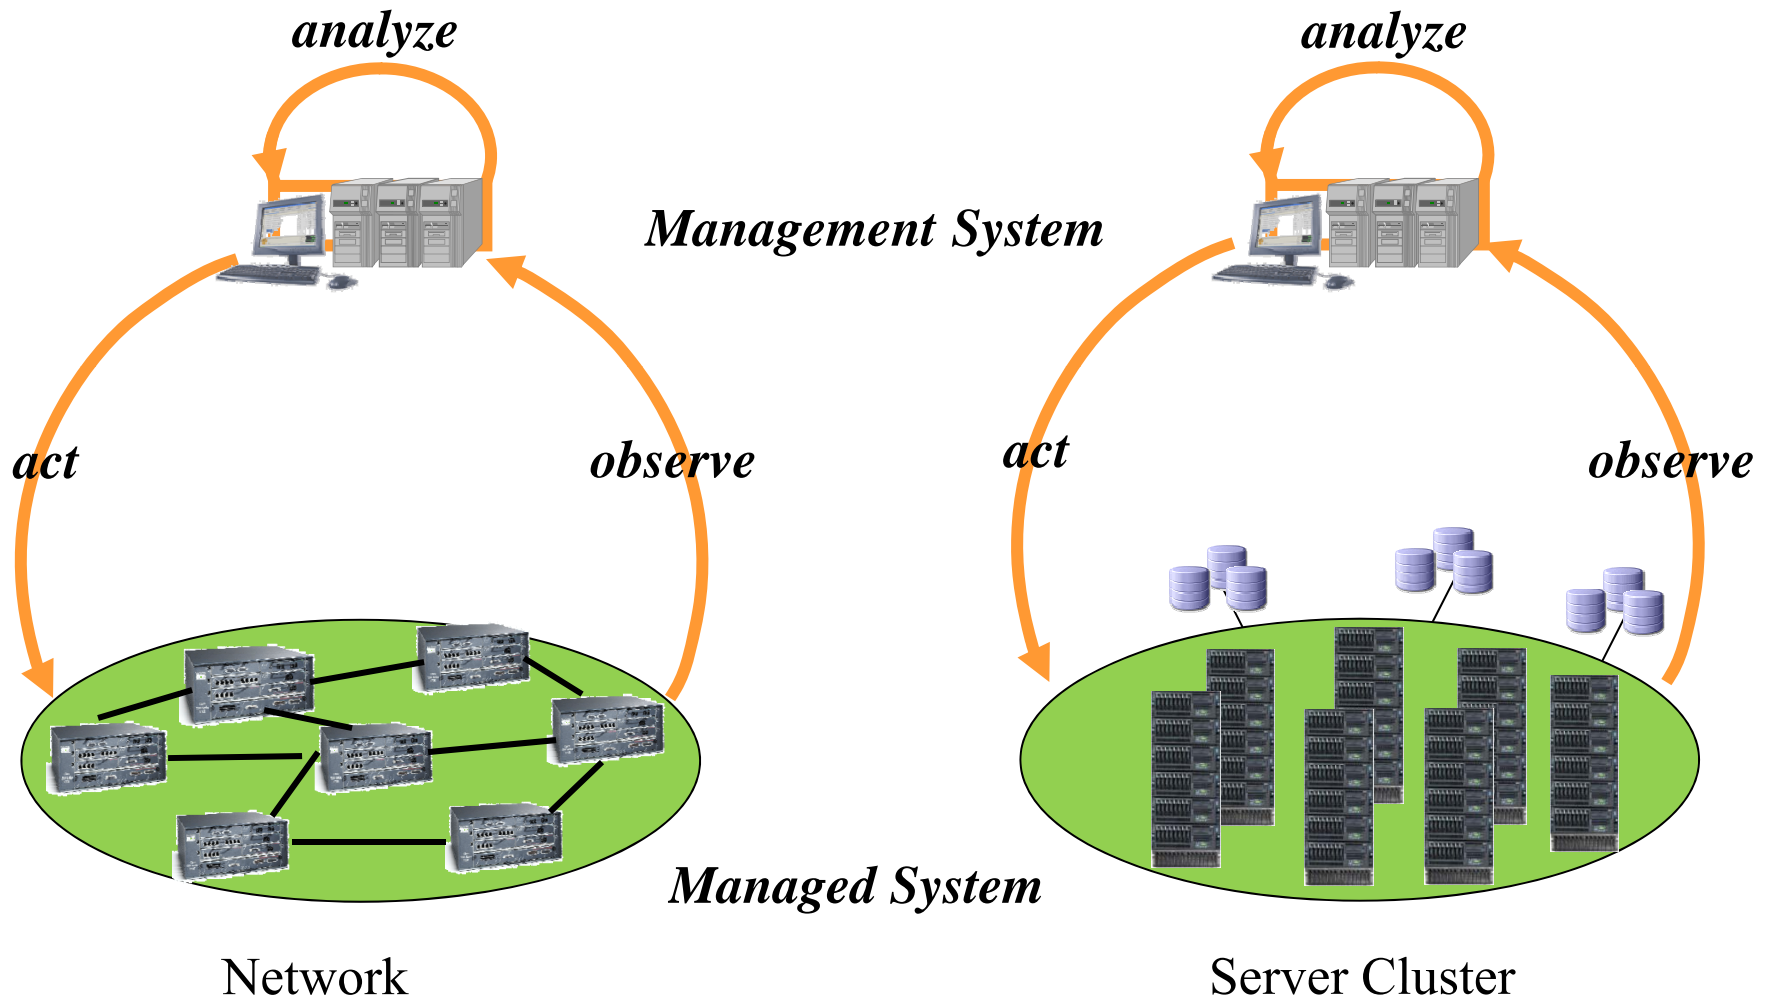 analyze
analyze
Management System
act
observe
act
observe
Managed System
Network
Server Cluster